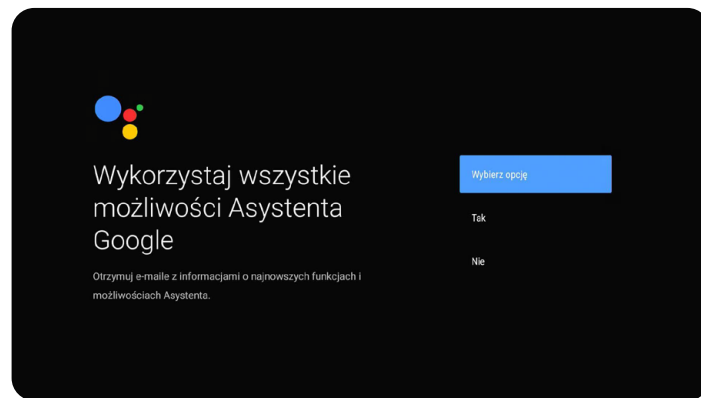 Wykorzystaj wszystkie
możliwości Asystenta
Google
Otrzymuj e-maile z informacjami o najnowszych funkcjach i
możliwościach Asystenta.
Wybierz opcję
Tak
Nie